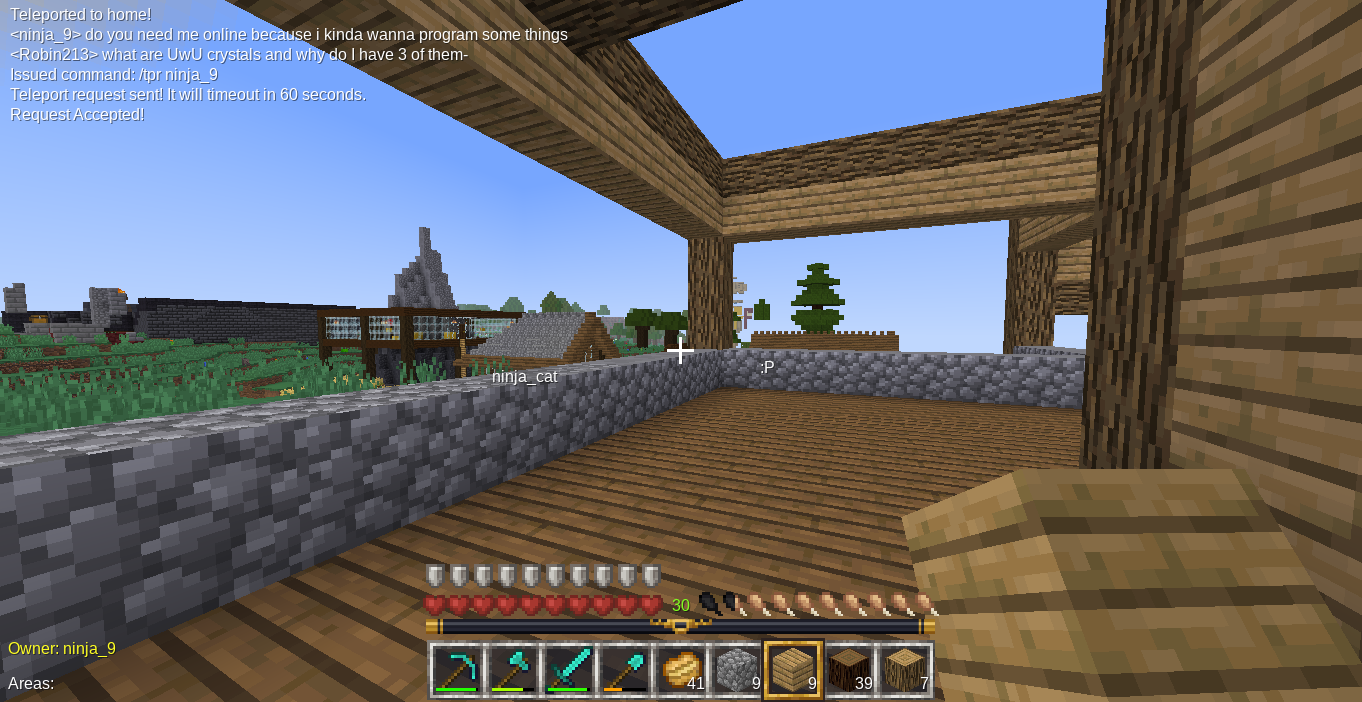 Teleported to home!
<ninja_9> do you need me online because i kinda wanna program some things
<Robin213> what are UwU crystals and why do I have 3 of them-
Issued command: /tpr ninja_9
Teleport request sent! It will timeout in 60 seconds.
Request Accepted!
:P
ninja_cat
30
Owner: ninja_9
Areas:
41 9 9 39 7